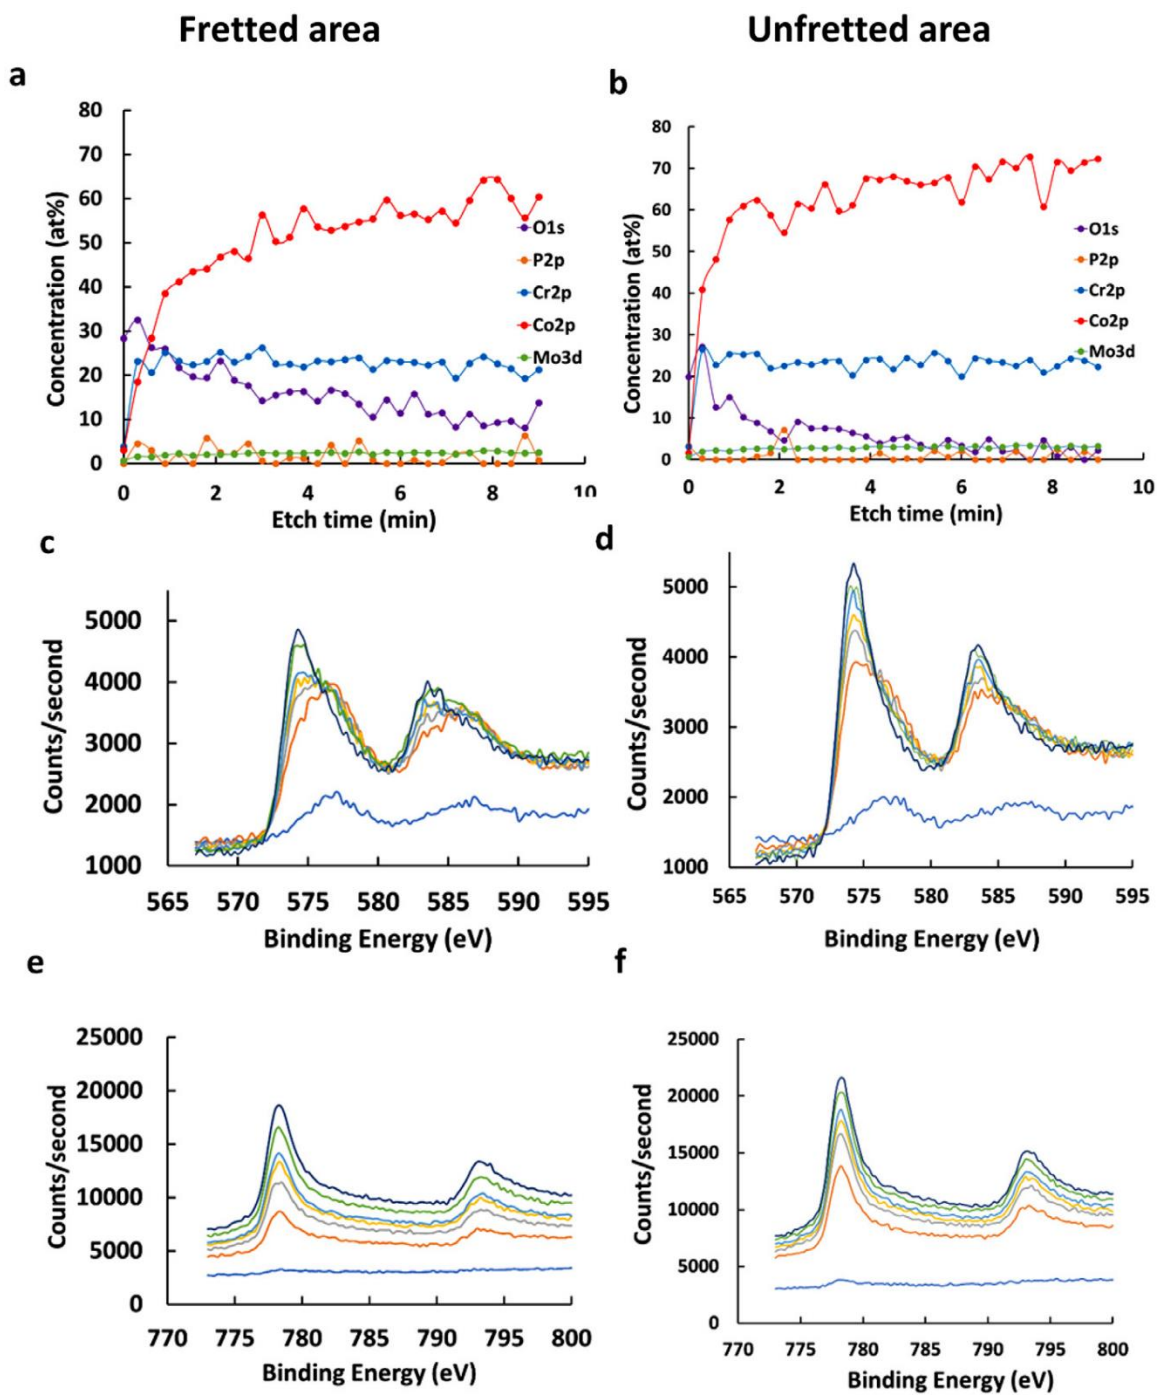 Fretted area
Unfretted area
a
80
70
60
50
40
30
20
10
0
Concentration (at%)
O1s
P2p
Cr2p
Co2p
Mo3d
0 2 4 6 8 10
Etch time (min)
b
80
70
60
50
40
30
20
10
0
Concentration (at%)
O1s
P2p
Cr2p
Co2p
Mo3d
0 2 4 6 8 10
Etch time (min)
c
5000
4000
3000
2000
1000
Counts/second
565 570 575 580 585 590 595
Binding Energy (eV)
d
5000
4000
3000
2000
1000
Counts/second
565 570 575 580 585 590 595
Binding Energy (eV)
e
25000
20000
15000
10000
5000
0
Counts/second
770 775 780 785 790 795 800
Binding Energy (eV)
f
25000
20000
15000
10000
5000
0
Counts/second
770 775 780 785 790 795 800
Binding Energy (eV)